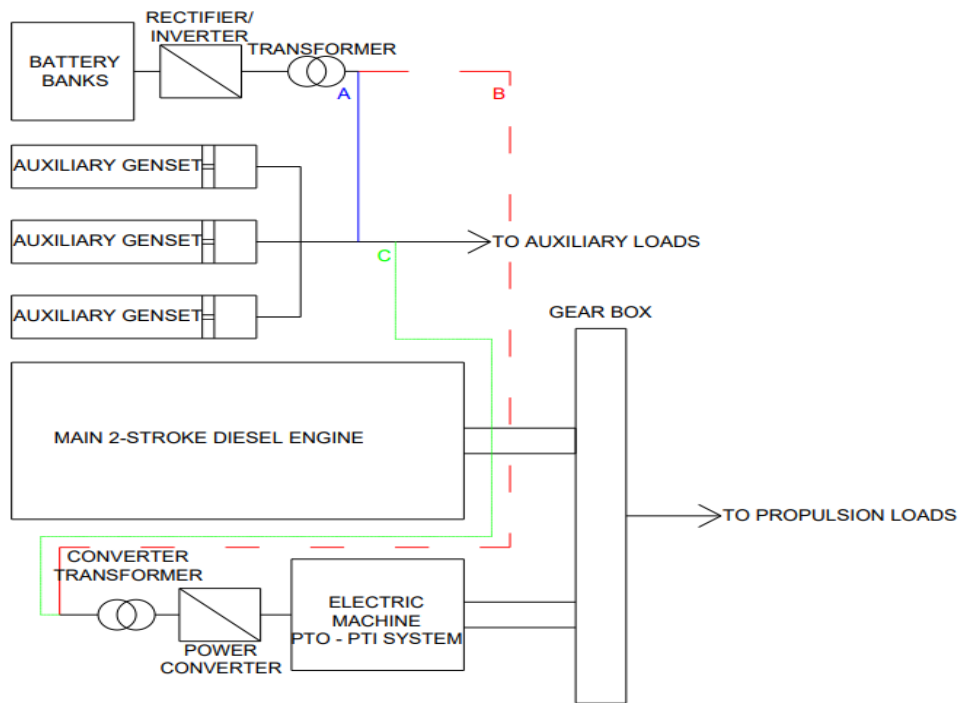 BATTERY
BANKS
RECTIFIER/
INVERTER
TRANSFORMER
A
B
AUXILIARY GENSET
AUXILIARY GENSET
TO AUXILIARY LOADS
C
AUXILIARY GENSET
GEAR BOX
MAIN 2-STROKE DIESEL ENGINE
TO PROPULSION LOADS
CONVERTER
TRANSFORMER
POWER
CONVERTER
ELECTRIC
MACHINE
PTO - PTI SYSTEM